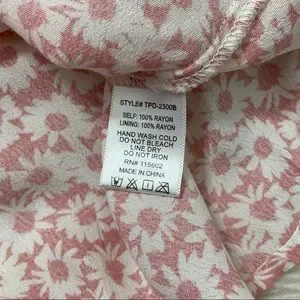 STYLE# TPD-2300B
SELF: 100% RAYON
LINING: 100% RAYON
HAND WASH COLD
DO NOT BLEACH
LINE DRY
DO NOT IRON
RN# 115602
MADE IN CHINA